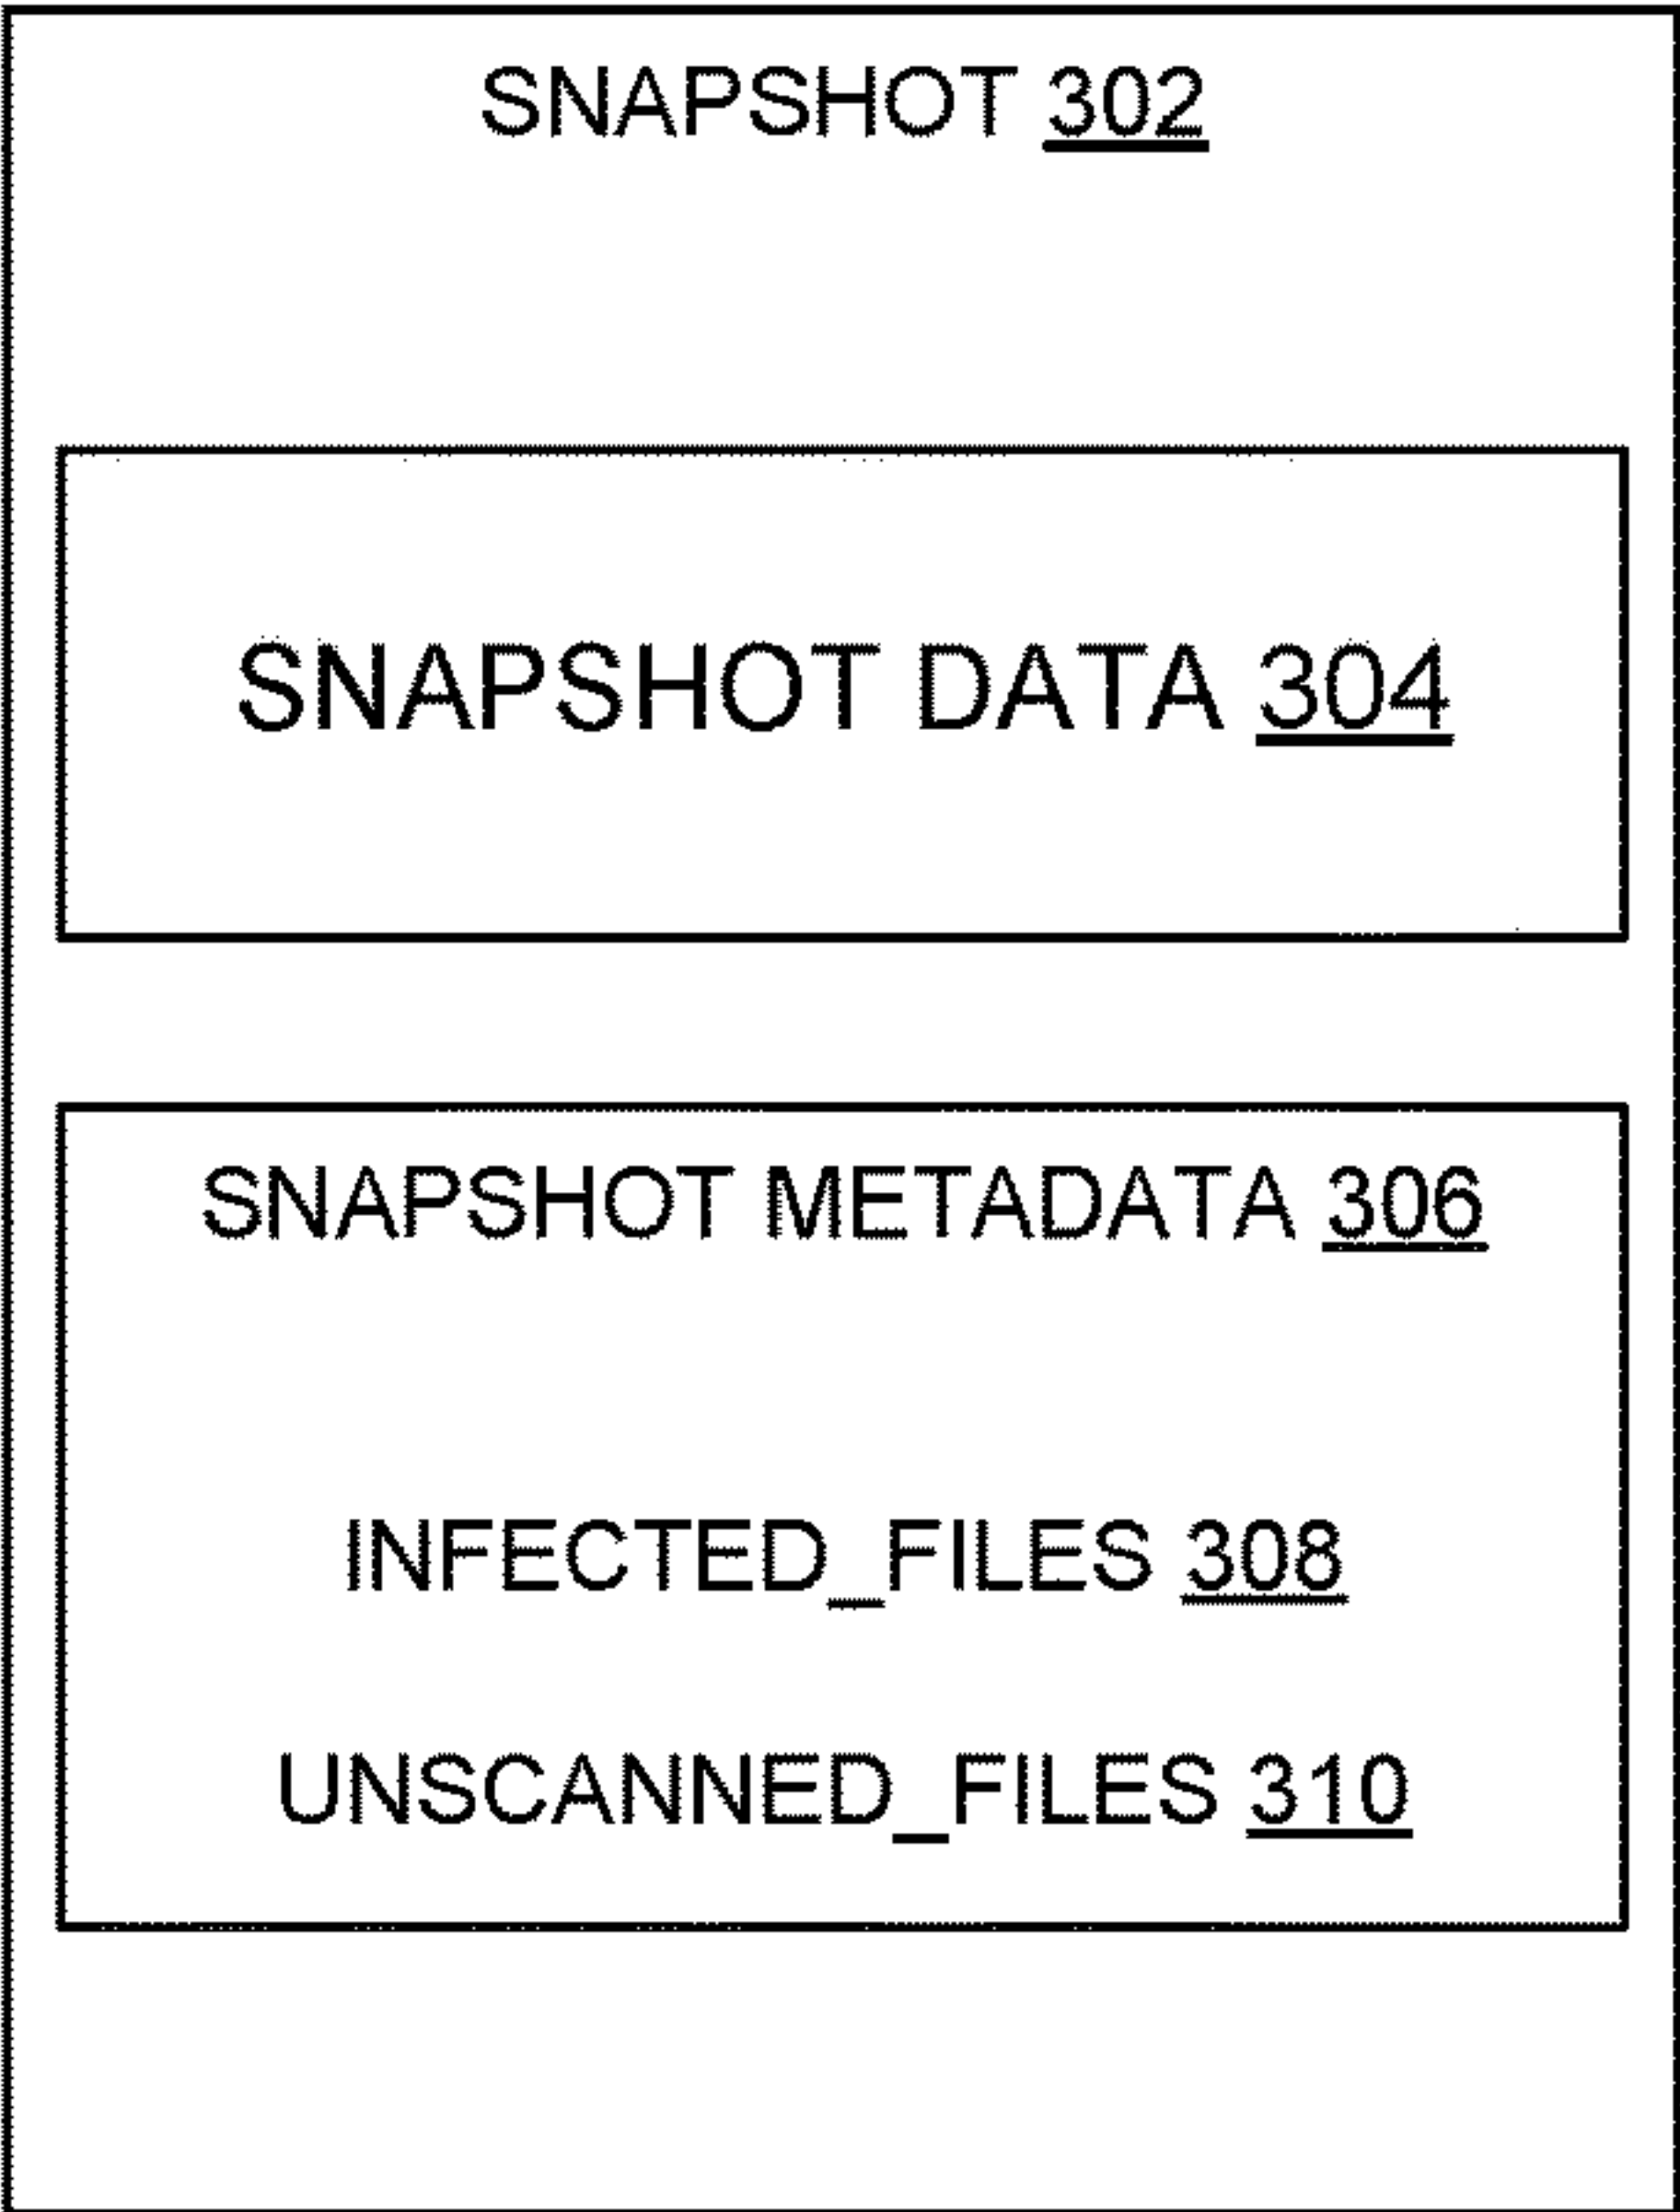 SNAPSHOT 302
SNAPSHOT DATA 304
SNAPSHOT METADATA 306
INFECTED_FILES 308
UNSCANNED_FILES 310